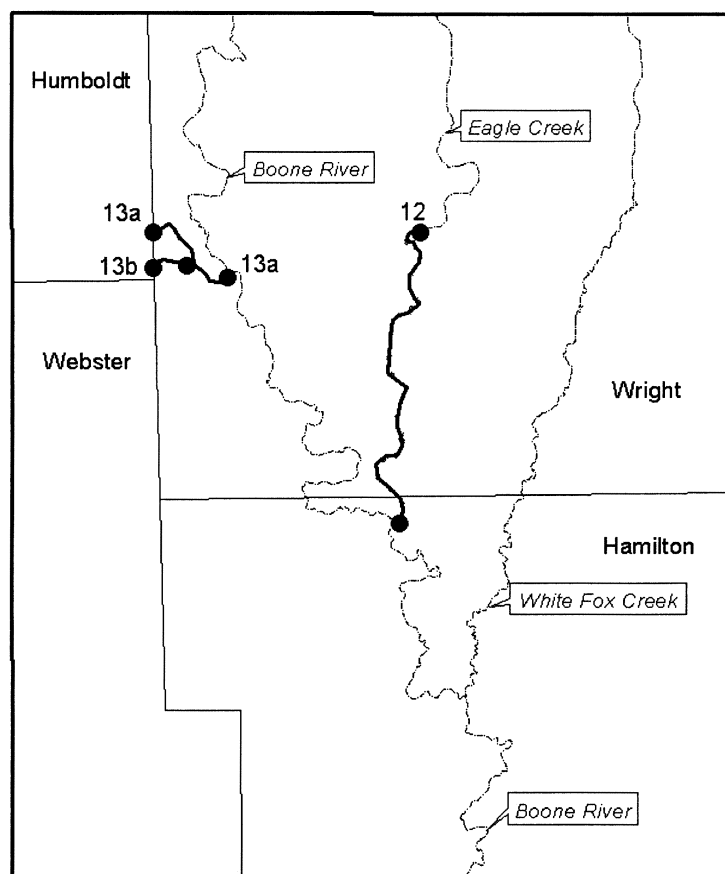 Humboldt
Eagle Creek
Boone River
13a
12
13b
13a
Webster
Wright
Hamilton
White Fox Creek
Boone River